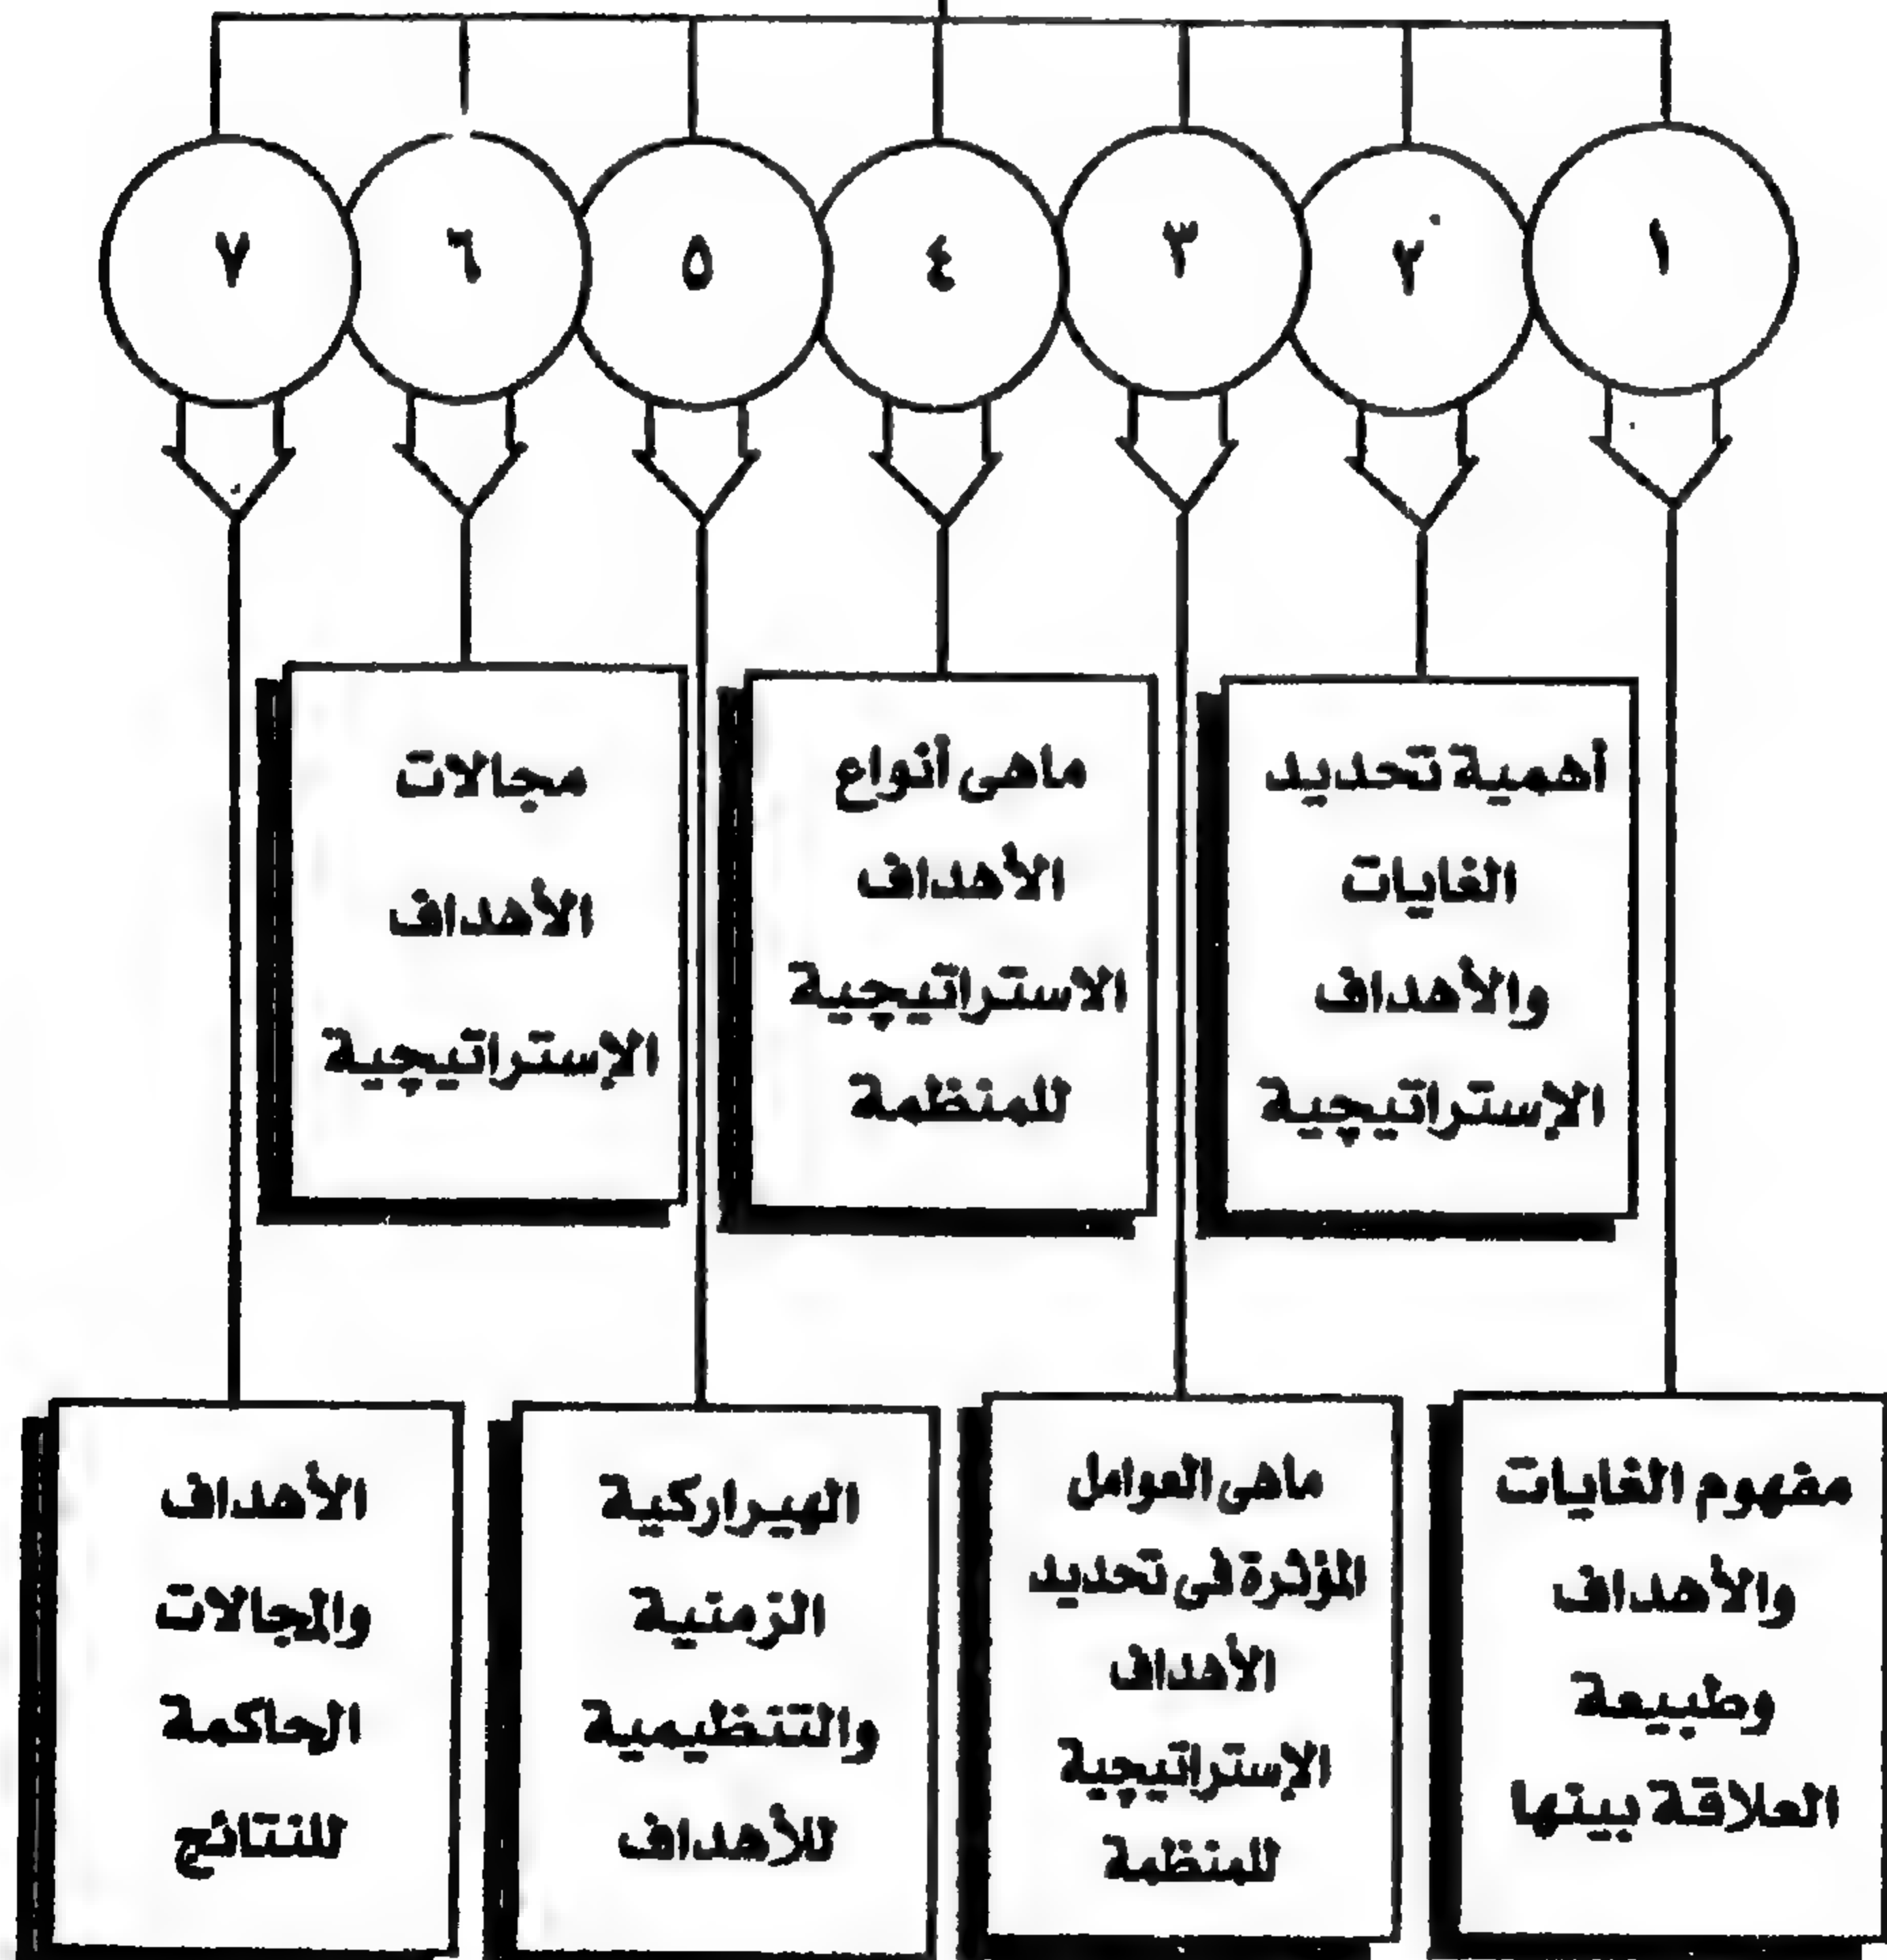 ١
٢
٣
٤
٥
٦
٧
أهمية تحديد
الغايات
والأهداف
الإستراتيجية
ماهى أنواع
الأهداف
الاستراتيجية
للمنظمة
مجالات
الأهداف
الإستراتيجية
مفهوم الغايات
والأهداف
وطبيعة
العلاقة بينها
ماهى العوامل
المؤثرة فى تحديد
الأهداف
الإستراتيجية
للمنظمة
الهيراركية
الزمنية
والتنظيمية
للأهداف
الأهداف
والمجالات
الحاكمة
للنتائج